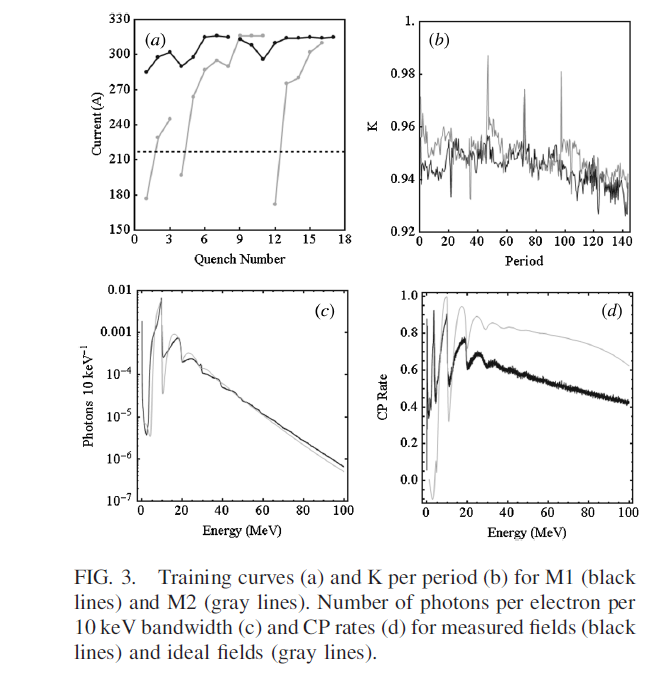 330
300
270
240
210
180
150
Current (A)
(a)
0 3 6 9 12 15 18
Quench Number
1.
0.98
0.96
0.94
0.92
K
(b)
0 20 40 60 80 100 120 140
Period
0.01
0.001
10⁻⁴
10⁻⁵
10⁻⁶
10⁻⁷
Photons 10 keV⁻¹
(c)
0 20 40 60 80 100
Energy (MeV)
1.0
0.8
0.6
0.4
0.2
0.0
CP Rate
(d)
0 20 40 60 80 100
Energy (MeV)
FIG. 3. Training curves (a) and K per period (b) for M1 (black
lines) and M2 (gray lines). Number of photons per electron per
10 keV bandwidth (c) and CP rates (d) for measured fields (black
lines) and ideal fields (gray lines).